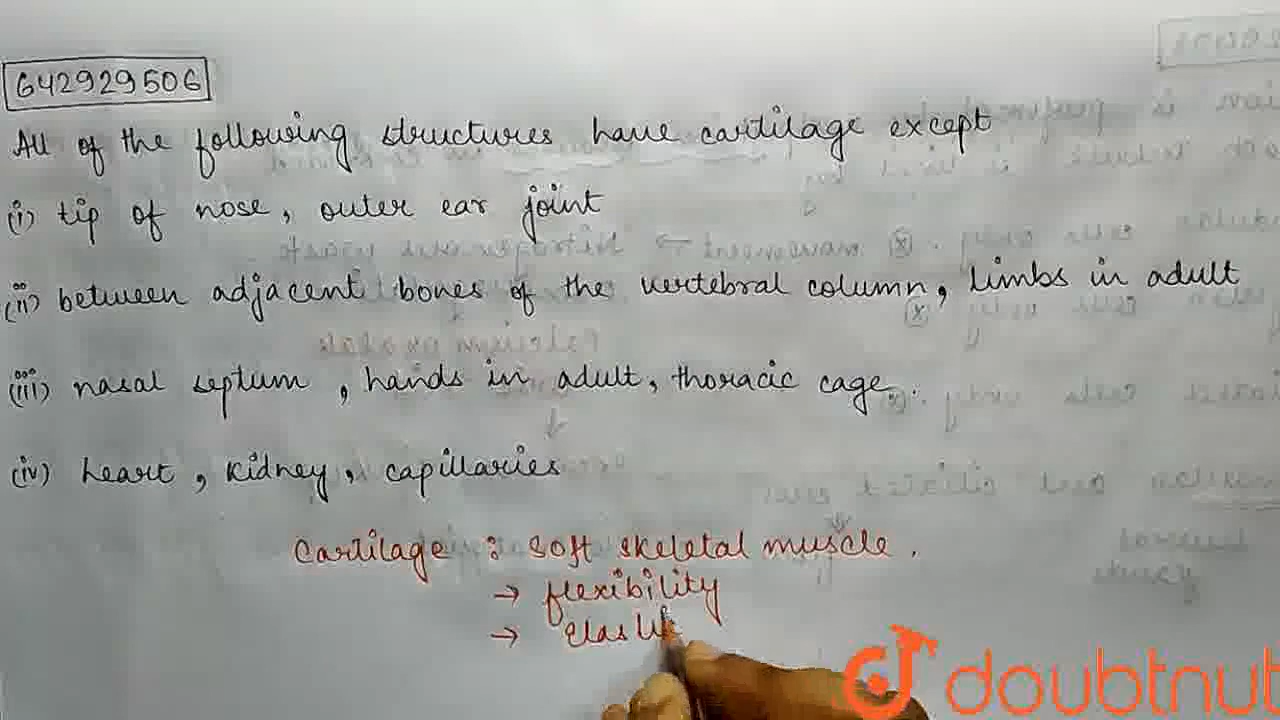 642929506
All of the following structures have cartilage except
(i) tip of nose, outer ear joint
(ii) between adjacent bones of the vertebral column, limbs in adult
(iii) nasal septum, hands in adult, thoracic cage.
(iv) heart, kidney, capillaries
Cartilage : soft skeletal muscle.
→ flexibility
→ elasti
doubtnut